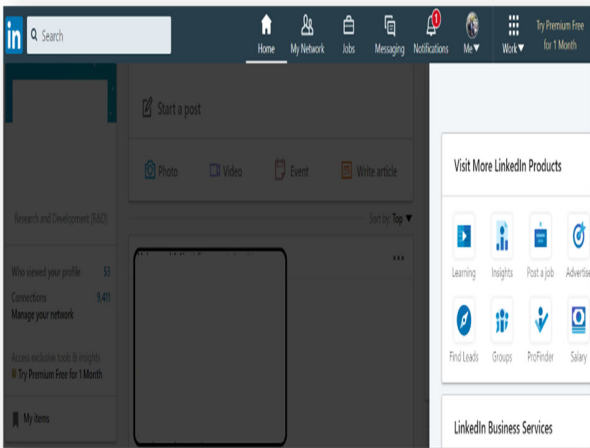 in
Search
Home
My Network
Jobs
Messaging
1
Notifications
Me ▼
Work ▼
Try Premium Free
for 1 Month
Start a post
Photo
Video
Event
Write article
Sort by: Top ▼
Research and Development (R&D)
Who viewed your profile 53
Connections 9,411
Manage your network
Access exclusive tools & insights
Try Premium Free for 1 Month
My items
Visit More LinkedIn Products
Learning
Insights
Post a job
Advertise
Find Leads
Groups
ProFinder
Salary
LinkedIn Business Services